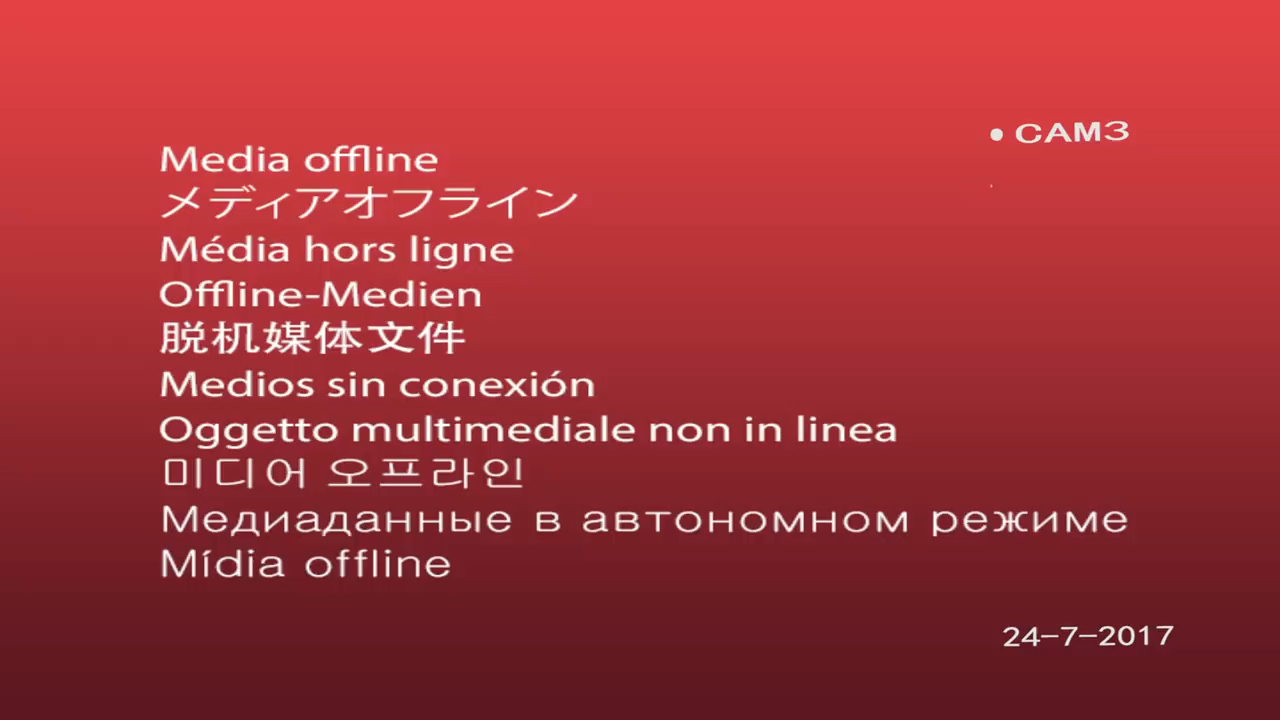 • CAM3
Media offline
メディアオフライン
Média hors ligne
Offline-Medien
脱机媒体文件
Medios sin conexión
Oggetto multimediale non in linea
미디어 오프라인
Медиаданные в автономном режиме
Mídia offline
24-7-2017